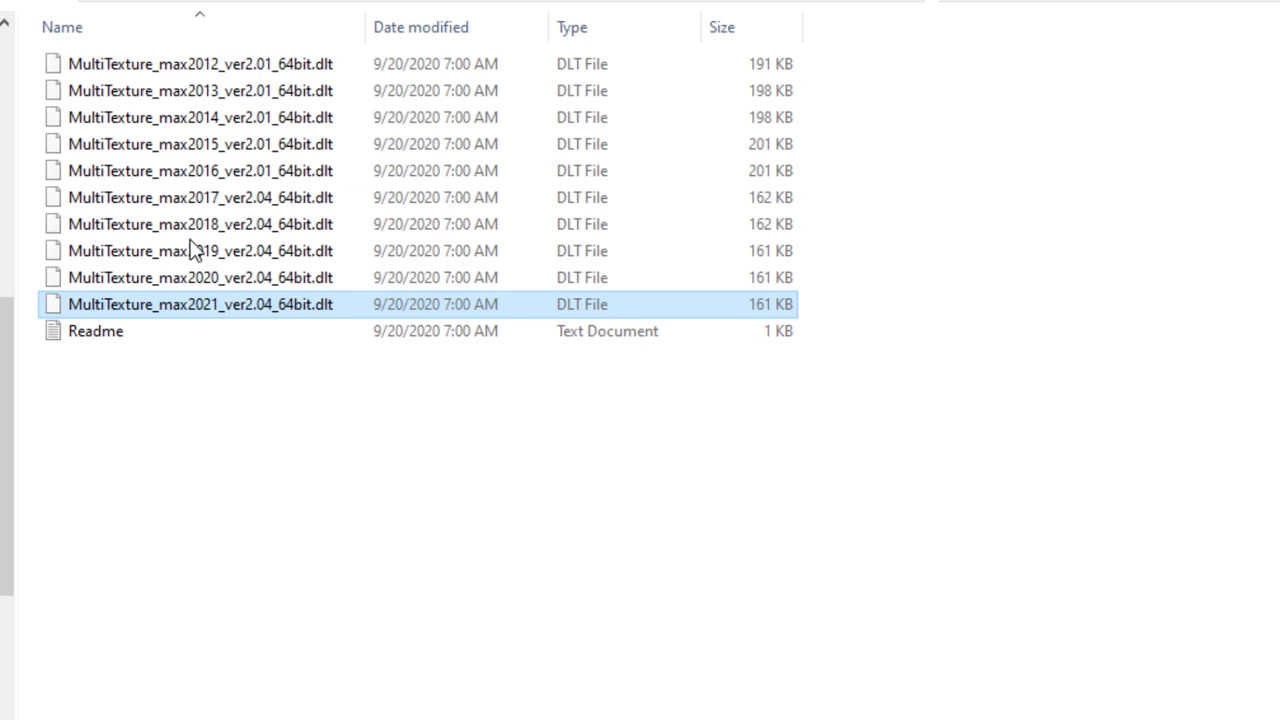 Name Date modified Type Size
MultiTexture_max2012_ver2.01_64bit.dlt 9/20/2020 7:00 AM DLT File 191 KB
MultiTexture_max2013_ver2.01_64bit.dlt 9/20/2020 7:00 AM DLT File 198 KB
MultiTexture_max2014_ver2.01_64bit.dlt 9/20/2020 7:00 AM DLT File 198 KB
MultiTexture_max2015_ver2.01_64bit.dlt 9/20/2020 7:00 AM DLT File 201 KB
MultiTexture_max2016_ver2.01_64bit.dlt 9/20/2020 7:00 AM DLT File 201 KB
MultiTexture_max2017_ver2.04_64bit.dlt 9/20/2020 7:00 AM DLT File 162 KB
MultiTexture_max2018_ver2.04_64bit.dlt 9/20/2020 7:00 AM DLT File 162 KB
MultiTexture_max2019_ver2.04_64bit.dlt 9/20/2020 7:00 AM DLT File 161 KB
MultiTexture_max2020_ver2.04_64bit.dlt 9/20/2020 7:00 AM DLT File 161 KB
MultiTexture_max2021_ver2.04_64bit.dlt 9/20/2020 7:00 AM DLT File 161 KB
Readme 9/20/2020 7:00 AM Text Document 1 KB